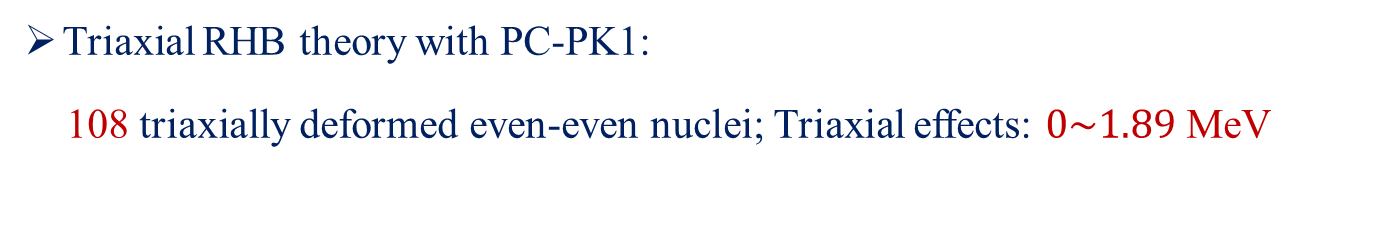 ➢ Triaxial RHB theory with PC-PK1:
108 triaxially deformed even-even nuclei; Triaxial effects: 0~1.89 MeV